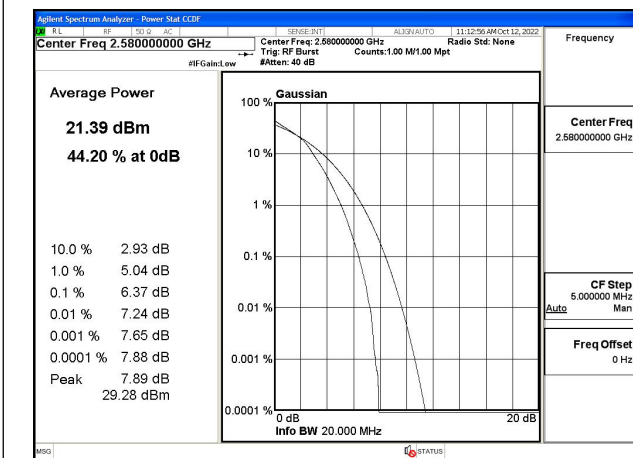 Agilent Spectrum Analyzer - Power Stat CCDF
RL RF 50 Ω AC SENSE:INT ALIGN AUTO 11:12:56 AM Oct 12, 2022
Center Freq 2.580000000 GHz
Center Freq: 2.580000000 GHz Radio Std: None
Trig: RF Burst Counts:1.00 M/1.00 Mpt
#IFGain:Low #Atten: 40 dB
Frequency
Average Power
21.39 dBm
44.20 % at 0dB
10.0 % 2.93 dB
1.0 % 5.04 dB
0.1 % 6.37 dB
0.01 % 7.24 dB
0.001 % 7.65 dB
0.0001 % 7.88 dB
Peak 7.89 dB
29.28 dBm
Gaussian
100 %
10 %
1 %
0.1 %
0.01 %
0.001 %
0.0001 %
0 dB 20 dB
Info BW 20.000 MHz
Center Freq
2.580000000 GHz
CF Step
5.000000 MHz
Auto Man
Freq Offset
0 Hz
MSG STATUS